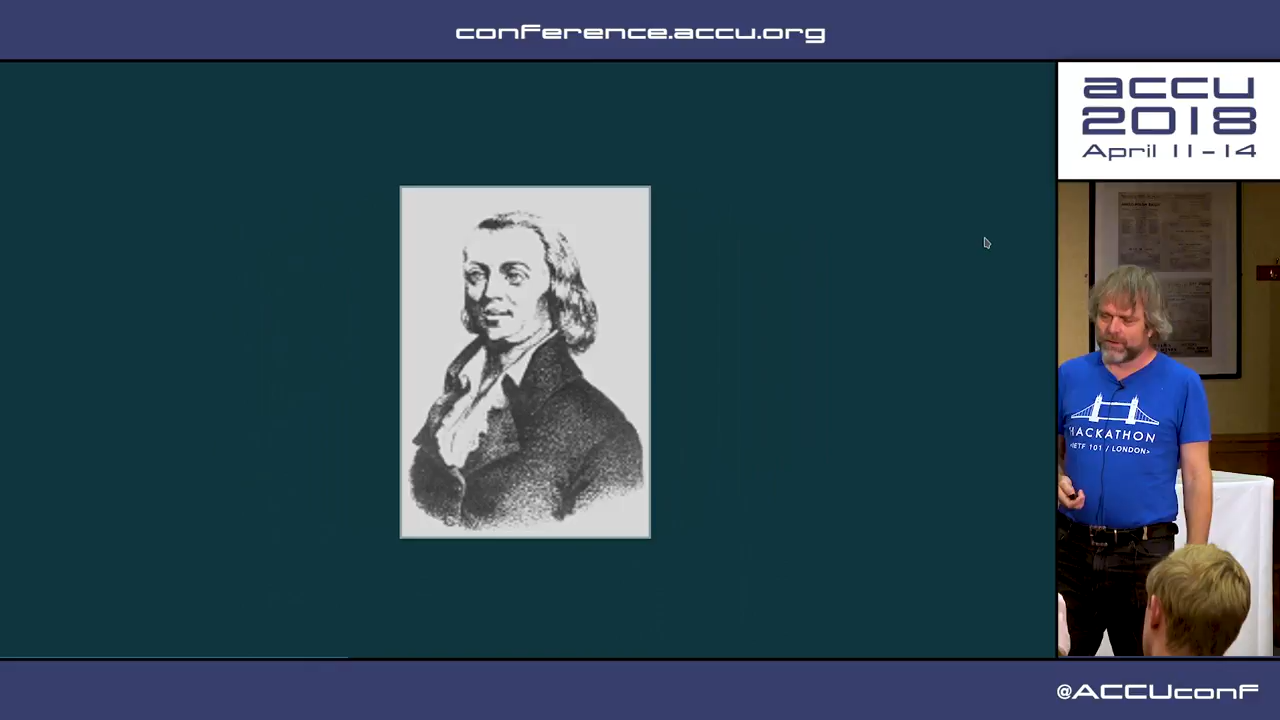 conference.accu.org
accu
2018
April 11-14
HACKATHON
<IETF 101 / LONDON>
@ACCUconf